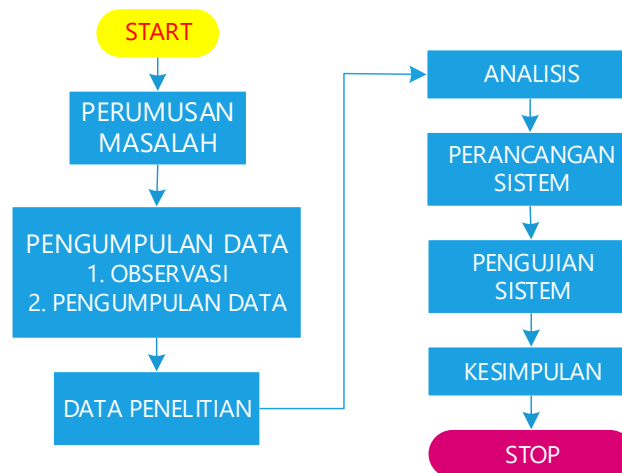 START
PERUMUSAN
MASALAH
PENGUMPULAN DATA
1. OBSERVASI
2. PENGUMPULAN DATA
DATA PENELITIAN
ANALISIS
PERANCANGAN
SISTEM
PENGUJIAN
SISTEM
KESIMPULAN
STOP